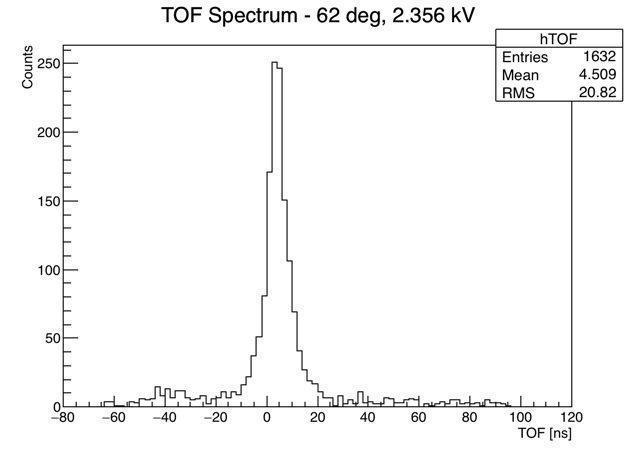 TOF Spectrum - 62 deg, 2.356 kV
hTOF
Entries 1632
Mean 4.509
RMS 20.82
Counts
250
200
150
100
50
0
−80 −60 −40 −20 0 20 40 60 80 100 120
TOF [ns]